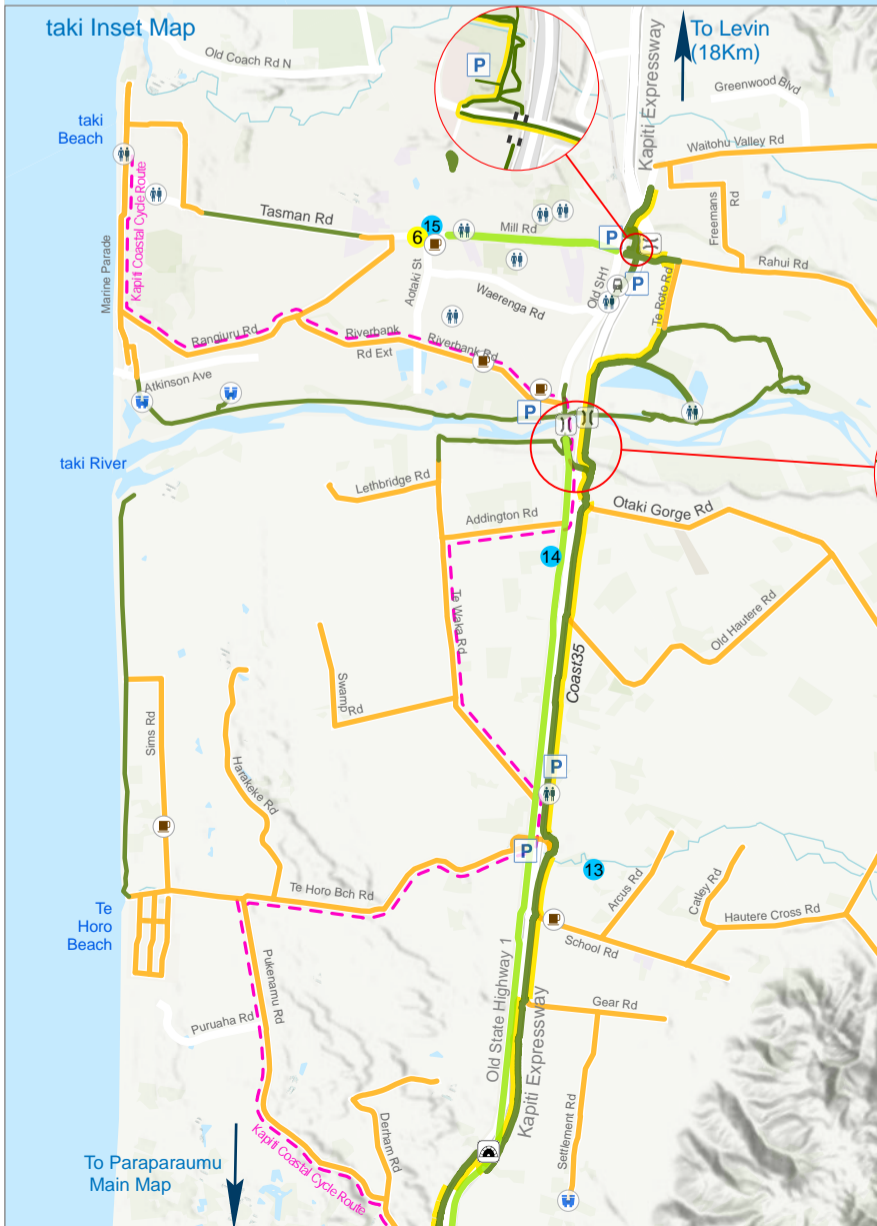 taki Inset Map
Old Coach Rd N
P
To Levin
(18Km)
Greenwood Blvd
Kapiti Expressway
taki
Beach
Waitohu Valley Rd
Freemans
Rd
Kapiti Coastal Cycle Route
Marine Parade
Tasman Rd
6
15
Mill Rd
P
Rahui Rd
Aotaki St
Waerenga Rd
Old SH1
P
Te Roto Rd
Rangiuru Rd
Riverbank
Rd Ext
Riverbank Rd
Atkinson Ave
P
taki River
Lethbridge Rd
Addington Rd
Otaki Gorge Rd
14
Te Waka Rd
Old Hautere Rd
Swamp
Rd
Coast35
Sims Rd
Harakeke Rd
P
P
13
Te Horo Bch Rd
Arcus Rd
Catley Rd
Hautere Cross Rd
Te
Horo
Beach
School Rd
Pukenamu Rd
Puruaha Rd
Old State Highway 1
Kapiti Expressway
Gear Rd
Settlement Rd
Derham Rd
Kapiti Coastal Cycle Route
To Paraparaumu
Main Map